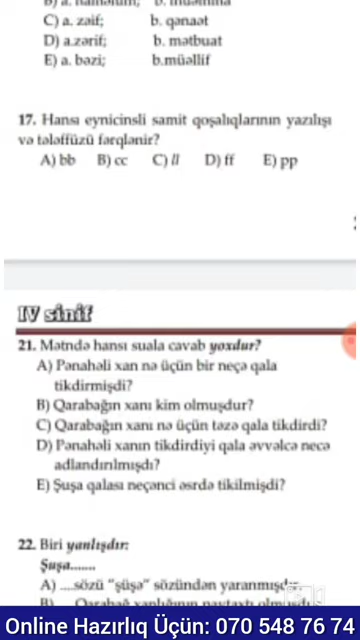 C) a. zəif; b. qənaət
D) a.zərif; b. mətbuat
E) a. bəzi; b.müəllif
17. Hansı eynicinsli samit qoşalıqlarının yazılışı
və tələffüzü fərqlənir?
A) bb B) cc C) ll D) ff E) pp
IV sinif
21. Mətndə hansı suala cavab yoxdur?
A) Pənahəli xan nə üçün bir neçə qala
tikdirmişdi?
B) Qarabağın xanı kim olmuşdur?
C) Qarabağın xanı nə üçün təzə qala tikdirdi?
D) Pənahəli xanın tikdirdiyi qala əvvəlcə necə
adlandırılmışdı?
E) Şuşa qalası neçənci əsrdə tikilmişdi?
22. Biri yanlışdır:
Şuşa.......
A) ....sözü "şüşə" sözündən yaranmışdır.
Online Hazırlıq Üçün: 070 548 76 74